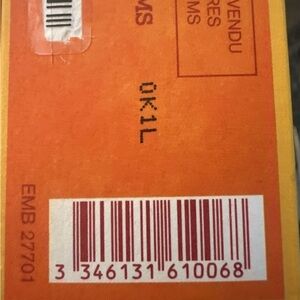 VENDU
RES
MS
MS
0K1L
EMB 27701
3 346131 610068